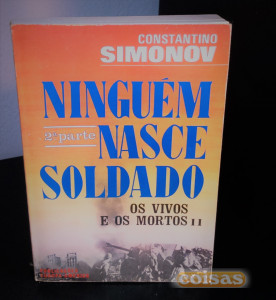 CONSTANTINO
SIMONOV
NINGUÉM
2ª parte
NASCE
SOLDADO
OS VIVOS
E OS MORTOS II
coisas